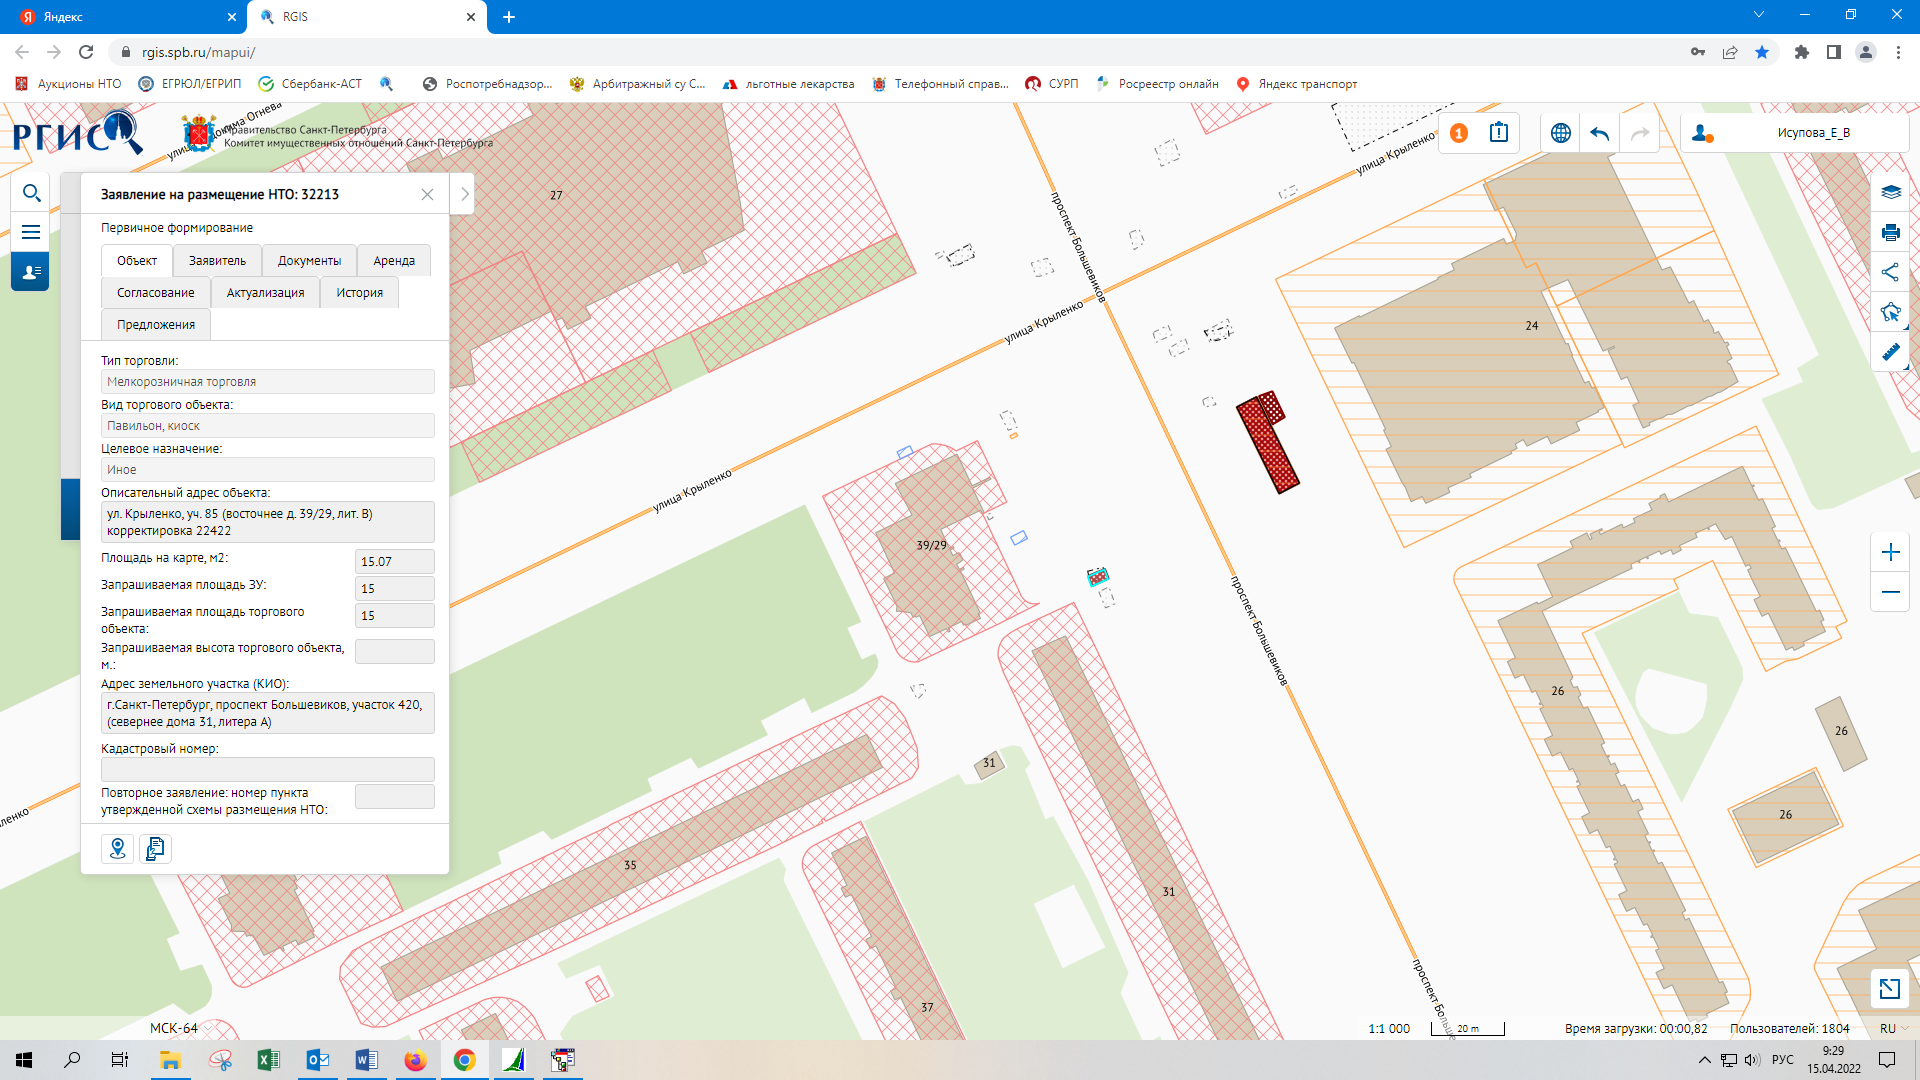 Яндекс
RGIS
rgis.spb.ru/mapui/
Аукционы НТО
ЕГРЮЛ/ЕГРИП
Сбербанк-АСТ
Роспотребнадзор...
Арбитражный су С...
льготные лекарства
Телефонный справ...
СУРП
Росреестр онлайн
Яндекс транспорт
РГИС
Правительство Санкт-Петербурга
Комитет имущественных отношений Санкт-Петербурга
1
Исупова_Е_В
Заявление на размещение НТО: 32213
Первичное формирование
Объект
Заявитель
Документы
Аренда
Согласование
Актуализация
История
Предложения
Тип торговли:
Мелкорозничная торговля
Вид торгового объекта:
Павильон, киоск
Целевое назначение:
Иное
Описательный адрес объекта:
ул. Крыленко, уч. 85 (восточнее д. 39/29, лит. В)
корректировка 22422
Площадь на карте, м2:
15.07
Запрашиваемая площадь ЗУ:
15
Запрашиваемая площадь торгового
объекта:
15
Запрашиваемая высота торгового объекта,
м.:
Адрес земельного участка (КИО):
г.Санкт-Петербург, проспект Большевиков, участок 420,
(севернее дома 31, литера А)
Кадастровый номер:
Повторное заявление: номер пункта
утвержденной схемы размещения НТО:
27
улица Крыленко
проспект Большевиков
улица Крыленко
24
улица Крыленко
39/29
проспект Большевиков
26
26
26
31
31
35
37
МСК-64
1:1 000
20 m
Время загрузки: 00:00,82
Пользователей: 1804
RU
РУС
9:29
15.04.2022